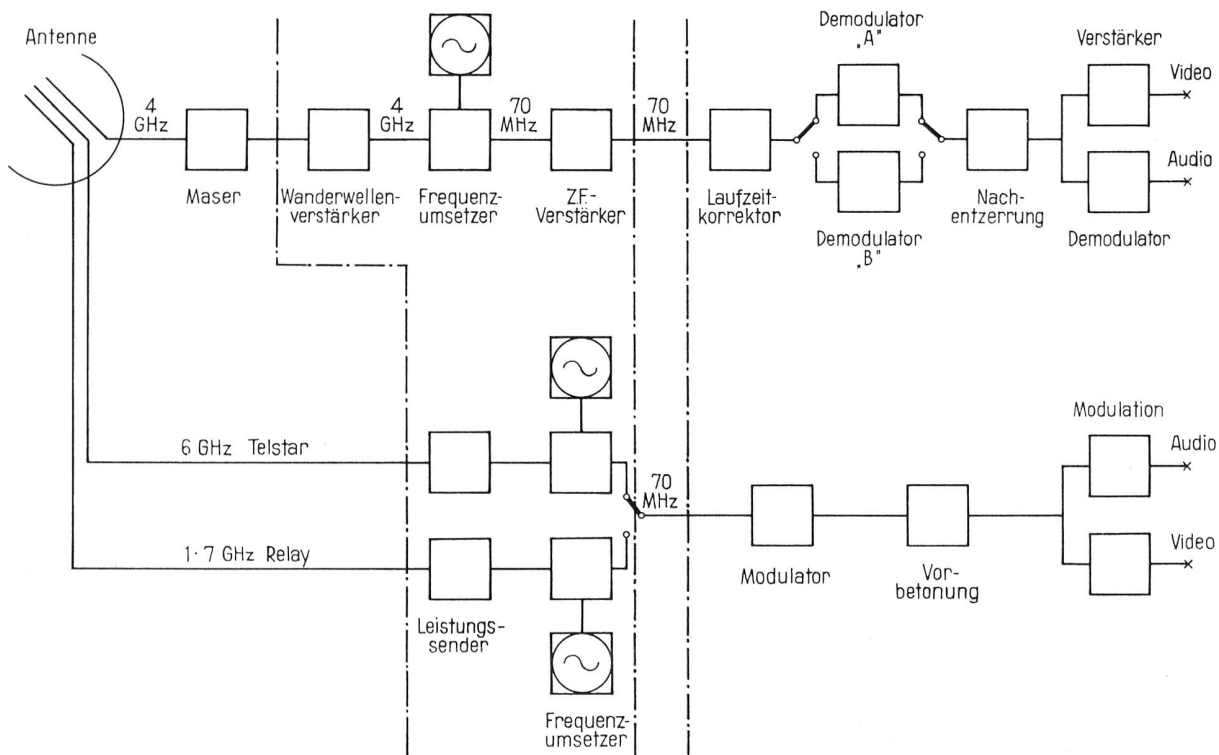 Antenne
4
GHz
Maser
Wanderwellen-
verstärker
4
GHz
Frequenz-
umsetzer
70
MHz
Z.F.-
Verstärker
70
MHz
Laufzeit-
korrektor
Demodulator
„A"
Demodulator
„B"
Nach-
entzerrung
Verstärker
Video
Audio
Demodulator
6 GHz Telstar
1·7 GHz Relay
Leistungs-
sender
Frequenz-
umsetzer
70
MHz
Modulator
Vor-
betonung
Modulation
Audio
Video